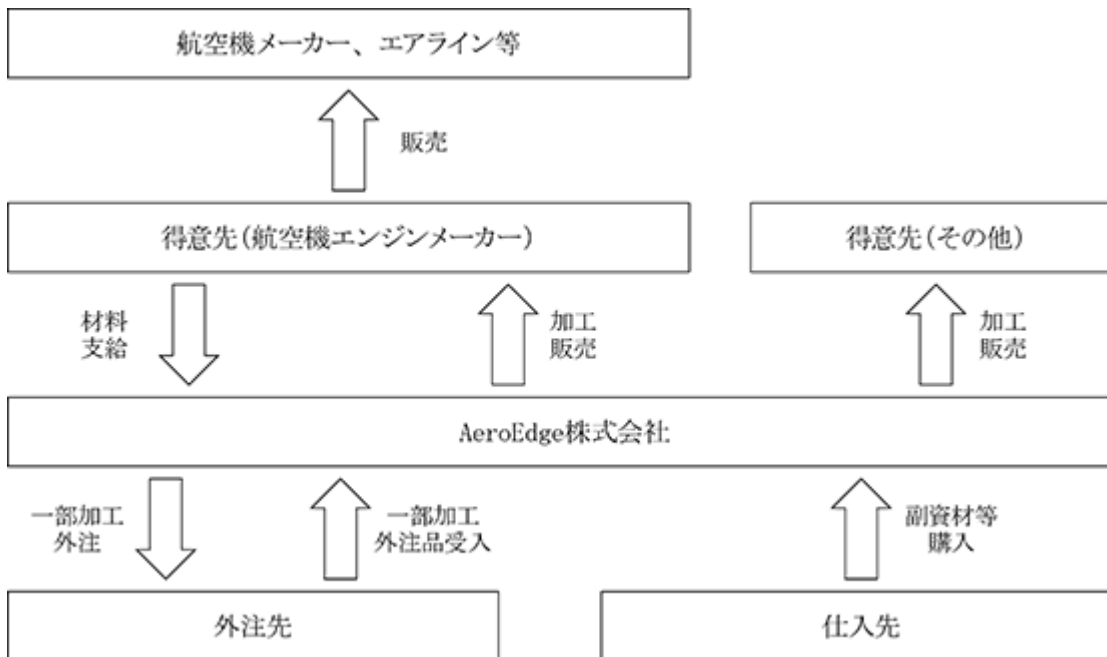 航空機メーカー、エアライン等
販売
得意先(航空機エンジンメーカー)
得意先(その他)
材料
支給
加工
販売
加工
販売
AeroEdge株式会社
一部加工
外注
一部加工
外注品受入
副資材等
購入
外注先
仕入先